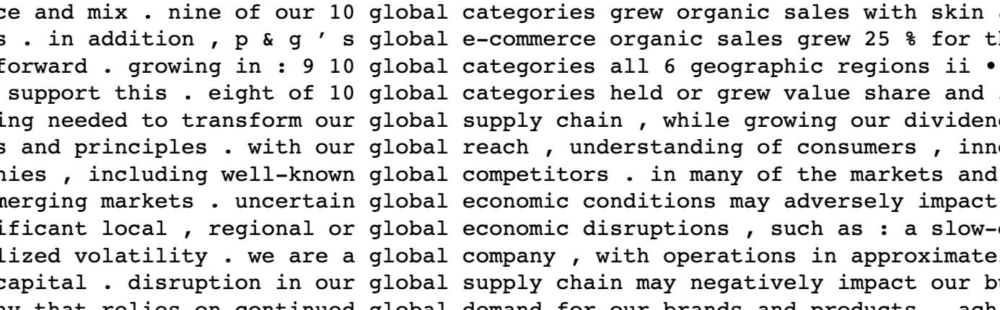 ce and mix . nine of our 10 global categories grew organic sales with skin
s . in addition , p & g ’ s global e-commerce organic sales grew 25 % for th
forward . growing in : 9 10 global categories all 6 geographic regions ii •
support this . eight of 10 global categories held or grew value share and
ing needed to transform our global supply chain , while growing our dividen
s and principles . with our global reach , understanding of consumers , inno
nies , including well-known global competitors . in many of the markets and
merging markets . uncertain global economic conditions may adversely impact
ificant local , regional or global economic disruptions , such as : a slow-
lized volatility . we are a global company , with operations in approximate
capital . disruption in our global supply chain may negatively impact our bu
ny that relies on continued global demand for our brands and products . ach